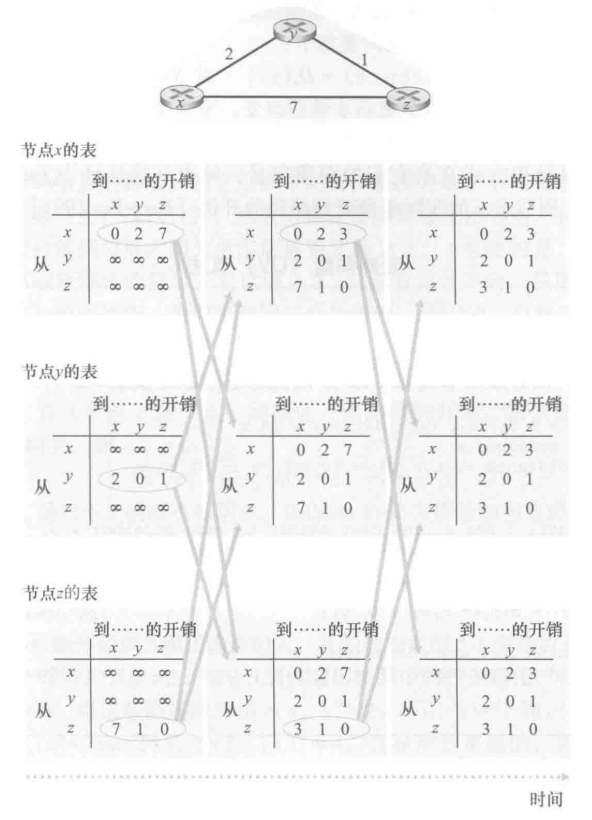 y
2
1
x
7
z
节点x的表
到……的开销 到……的开销 到……的开销
x y z x y z x y z
x 0 2 7 x 0 2 3 x 0 2 3
从 y ∞ ∞ ∞ 从 y 2 0 1 从 y 2 0 1
z ∞ ∞ ∞ z 7 1 0 z 3 1 0
节点y的表
到……的开销 到……的开销 到……的开销
x y z x y z x y z
x ∞ ∞ ∞ x 0 2 7 x 0 2 3
从 y 2 0 1 从 y 2 0 1 从 y 2 0 1
z ∞ ∞ ∞ z 7 1 0 z 3 1 0
节点z的表
到……的开销 到……的开销 到……的开销
x y z x y z x y z
x ∞ ∞ ∞ x 0 2 7 x 0 2 3
从 y ∞ ∞ ∞ 从 y 2 0 1 从 y 2 0 1
z 7 1 0 z 3 1 0 z 3 1 0
时间